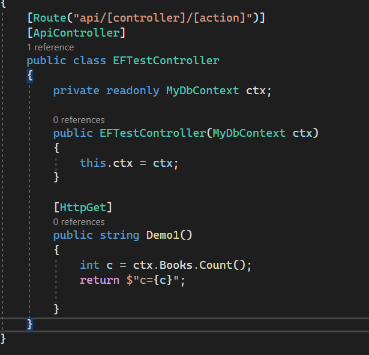 {
[Route("api/[controller]/[action]")]
[ApiController]
1 reference
public class EFTestController
{
private readonly MyDbContext ctx;
0 references
public EFTestController(MyDbContext ctx)
{
this.ctx = ctx;
}
[HttpGet]
0 references
public string Demo1()
{
int c = ctx.Books.Count();
return $"c={c}";
}
}
}